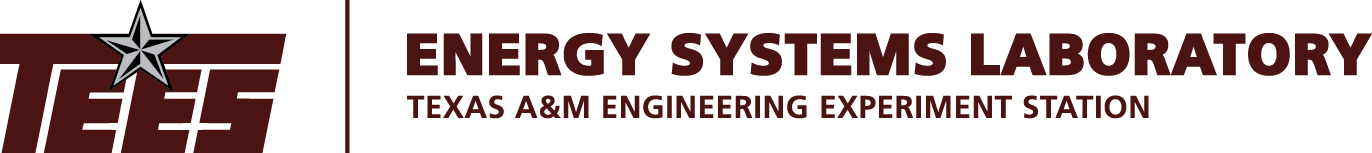 TEES
ENERGY SYSTEMS LABORATORY
TEXAS A&M ENGINEERING EXPERIMENT STATION